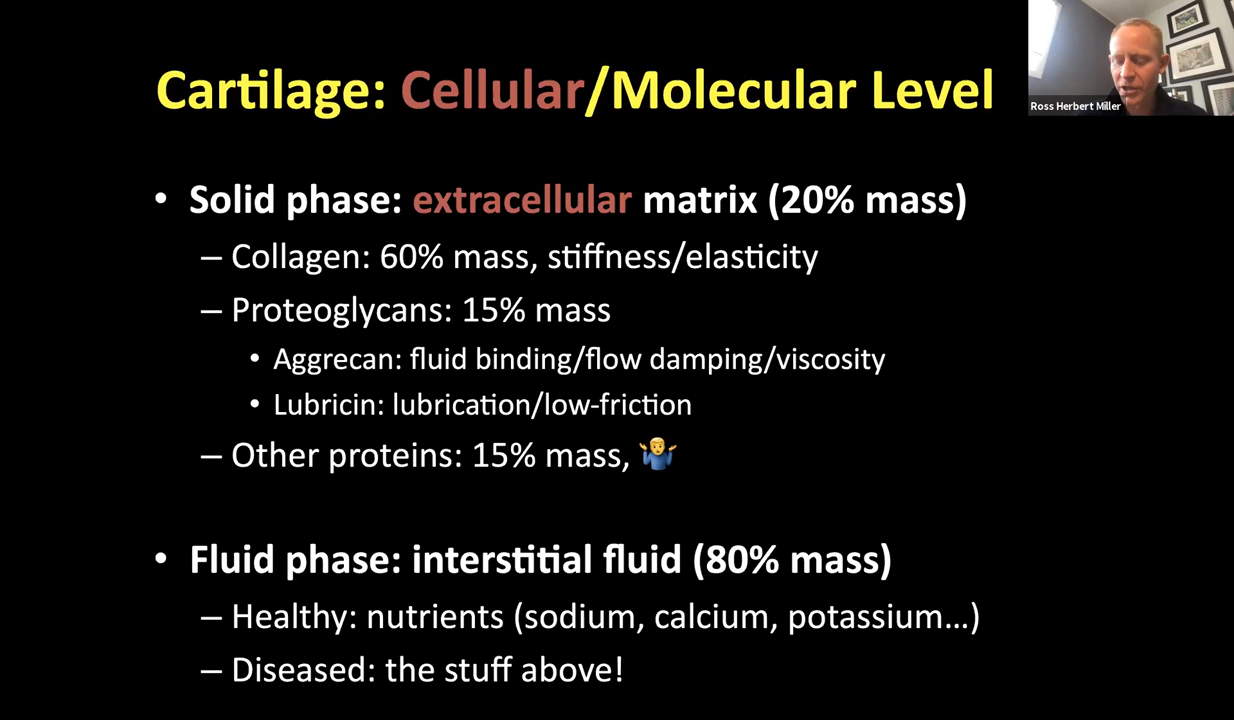 Cartilage: Cellular/Molecular Level
Ross Herbert Miller
• Solid phase: extracellular matrix (20% mass)
– Collagen: 60% mass, stiffness/elasticity
– Proteoglycans: 15% mass
• Aggrecan: fluid binding/flow damping/viscosity
• Lubricin: lubrication/low-friction
– Other proteins: 15% mass, 🤷‍♂️
• Fluid phase: interstitial fluid (80% mass)
– Healthy: nutrients (sodium, calcium, potassium…)
– Diseased: the stuff above!